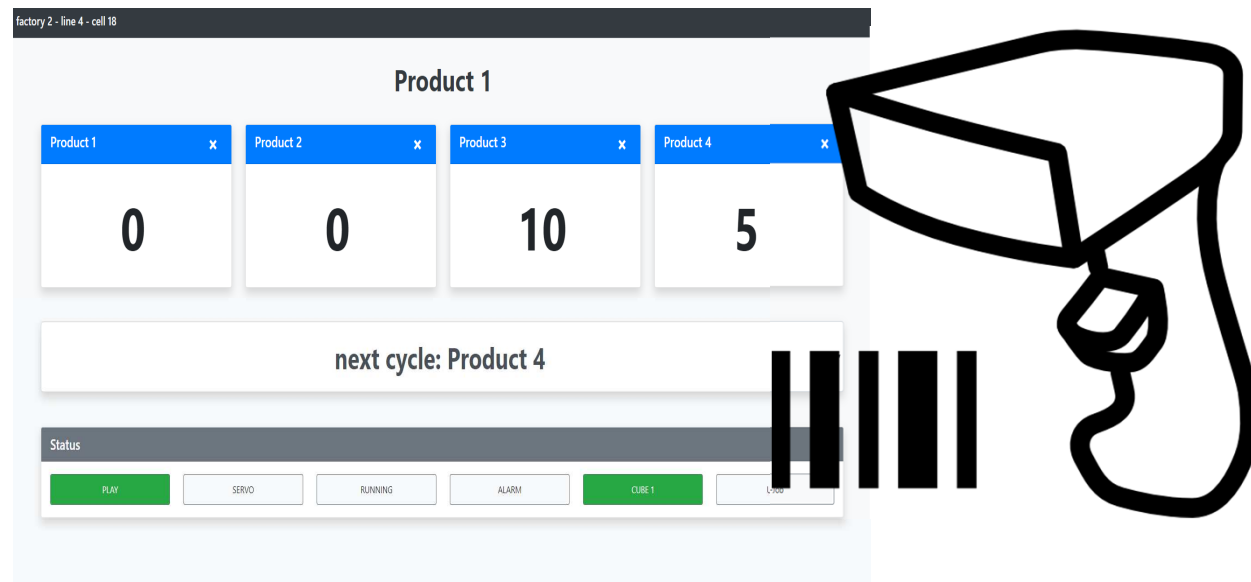 factory 2 - line 4 - cell 18
Product 1
Product 1 x Product 2 x Product 3 x Product 4 x
0 0 10 5
next cycle: Product 4
Status
PLAY SERVO RUNNING ALARM CUBE 1